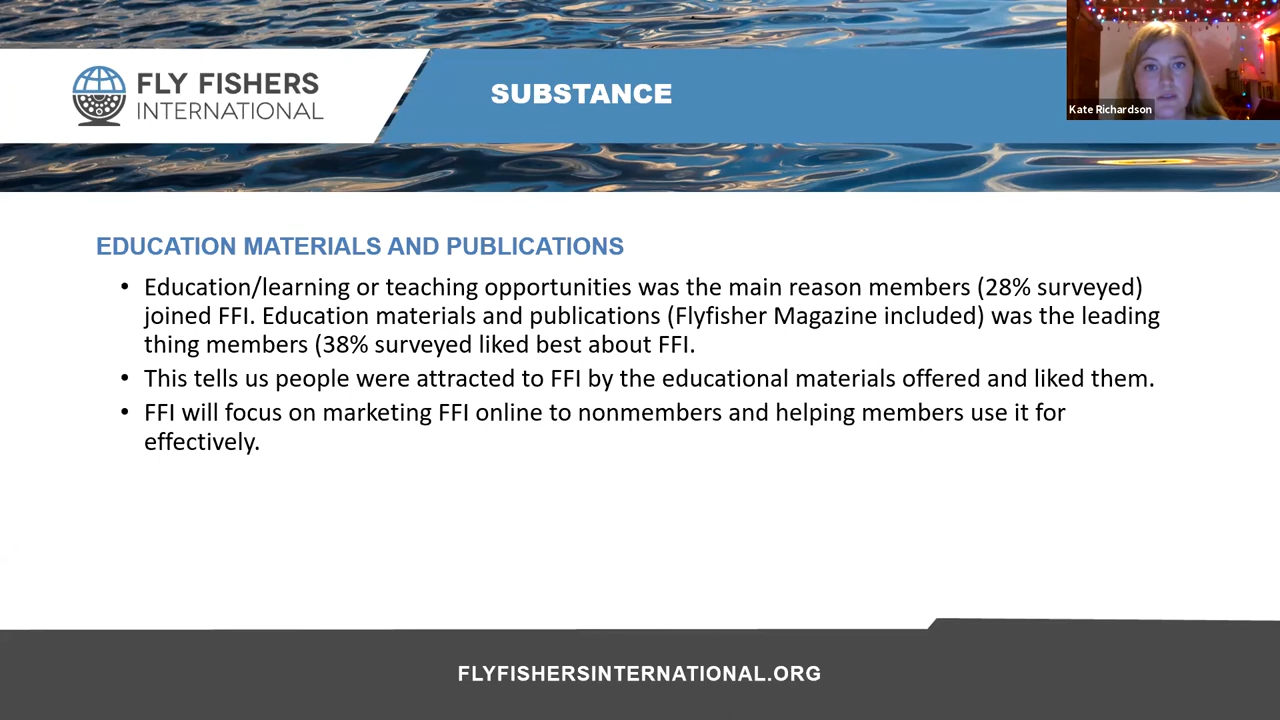 FLY FISHERS
INTERNATIONAL
SUBSTANCE
Kate Richardson
EDUCATION MATERIALS AND PUBLICATIONS
• Education/learning or teaching opportunities was the main reason members (28% surveyed)
joined FFI. Education materials and publications (Flyfisher Magazine included) was the leading
thing members (38% surveyed liked best about FFI.
• This tells us people were attracted to FFI by the educational materials offered and liked them.
• FFI will focus on marketing FFI online to nonmembers and helping members use it for
effectively.
FLYFISHERSINTERNATIONAL.ORG